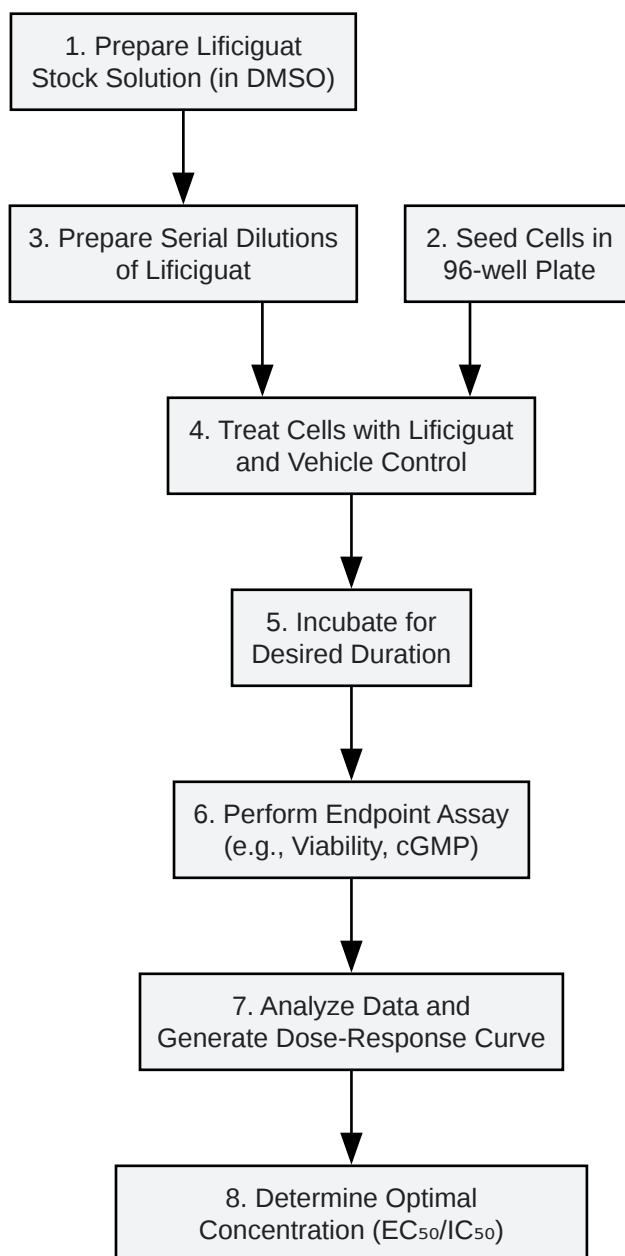 1. Prepare Lificiguat
Stock Solution (in DMSO)
3. Prepare Serial Dilutions
of Lificiguat
2. Seed Cells in
96-well Plate
4. Treat Cells with Lificiguat
and Vehicle Control
5. Incubate for
Desired Duration
6. Perform Endpoint Assay
(e.g., Viability, cGMP)
7. Analyze Data and
Generate Dose-Response Curve
8. Determine Optimal
Concentration (EC₅₀/IC₅₀)